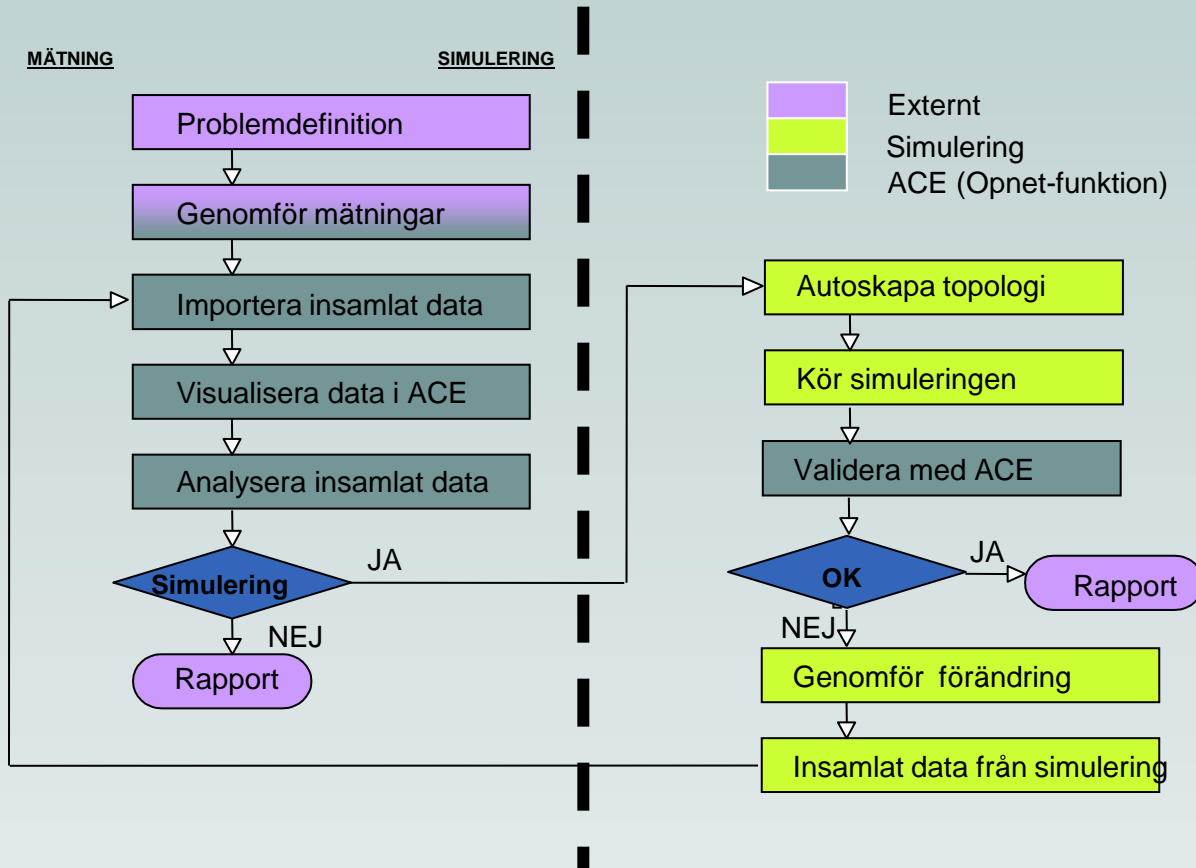 MÄTNING
SIMULERING
Problemdefinition
Genomför mätningar
Importera insamlat data
Visualisera data i ACE
Analysera insamlat data
Simulering
JA
NEJ
Rapport
Externt
Simulering
ACE (Opnet-funktion)
Autoskapa topologi
Kör simuleringen
Validera med ACE
OK
JA
Rapport
NEJ
Genomför förändring
Insamlat data från simulering